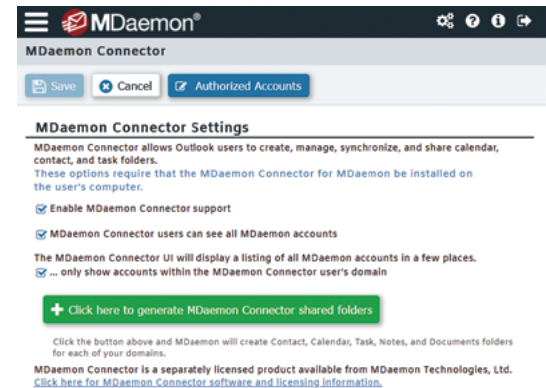 MDaemon®
MDaemon Connector
Save Cancel Authorized Accounts
MDaemon Connector Settings
MDaemon Connector allows Outlook users to create, manage, synchronize, and share calendar,
contact, and task folders.
These options require that the MDaemon Connector for MDaemon be installed on
the user's computer.
Enable MDaemon Connector support
MDaemon Connector users can see all MDaemon accounts
The MDaemon Connector UI will display a listing of all MDaemon accounts in a few places.
... only show accounts within the MDaemon Connector user's domain
Click here to generate MDaemon Connector shared folders
Click the button above and MDaemon will create Contact, Calendar, Task, Notes, and Documents folders
for each of your domains.
MDaemon Connector is a separately licensed product available from MDaemon Technologies, Ltd.
Click here for MDaemon Connector software and licensing information.